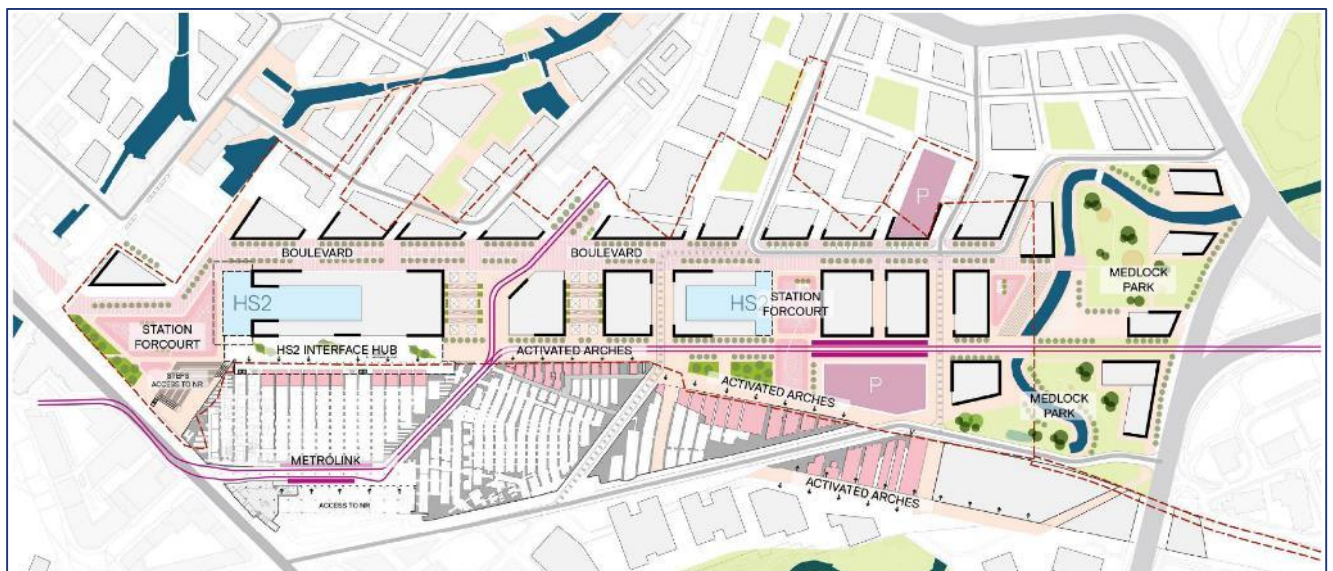 P
BOULEVARD
BOULEVARD
MEDLOCK
PARK
HS2
HS2
STATION
FORCOURT
STATION
FORCOURT
HS2 INTERFACE HUB
ACTIVATED ARCHES
STEPS
ACCESS TO NR
ACTIVATED ARCHES
P
MEDLOCK
PARK
METROLINK
ACTIVATED ARCHES
ACCESS TO NR